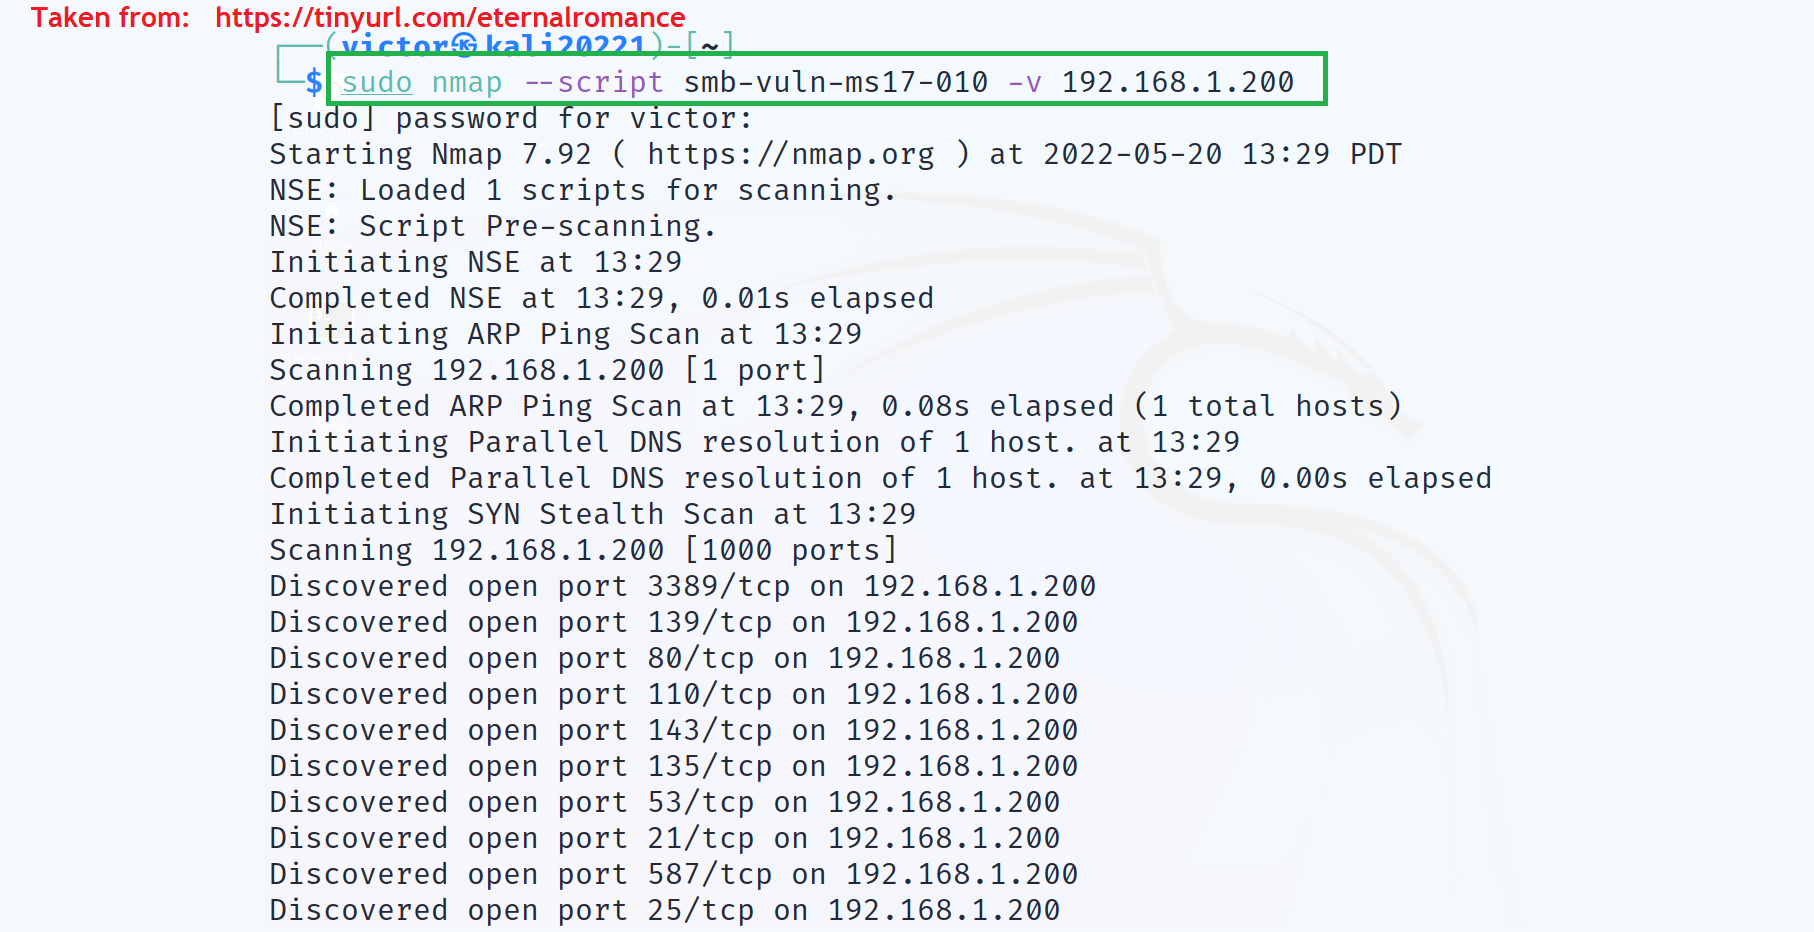 Taken from: https://tinyurl.com/eternalromance
┌──(victor㉿kali20221)-[~]
└─$ sudo nmap --script smb-vuln-ms17-010 -v 192.168.1.200
[sudo] password for victor:
Starting Nmap 7.92 ( https://nmap.org ) at 2022-05-20 13:29 PDT
NSE: Loaded 1 scripts for scanning.
NSE: Script Pre-scanning.
Initiating NSE at 13:29
Completed NSE at 13:29, 0.01s elapsed
Initiating ARP Ping Scan at 13:29
Scanning 192.168.1.200 [1 port]
Completed ARP Ping Scan at 13:29, 0.08s elapsed (1 total hosts)
Initiating Parallel DNS resolution of 1 host. at 13:29
Completed Parallel DNS resolution of 1 host. at 13:29, 0.00s elapsed
Initiating SYN Stealth Scan at 13:29
Scanning 192.168.1.200 [1000 ports]
Discovered open port 3389/tcp on 192.168.1.200
Discovered open port 139/tcp on 192.168.1.200
Discovered open port 80/tcp on 192.168.1.200
Discovered open port 110/tcp on 192.168.1.200
Discovered open port 143/tcp on 192.168.1.200
Discovered open port 135/tcp on 192.168.1.200
Discovered open port 53/tcp on 192.168.1.200
Discovered open port 21/tcp on 192.168.1.200
Discovered open port 587/tcp on 192.168.1.200
Discovered open port 25/tcp on 192.168.1.200